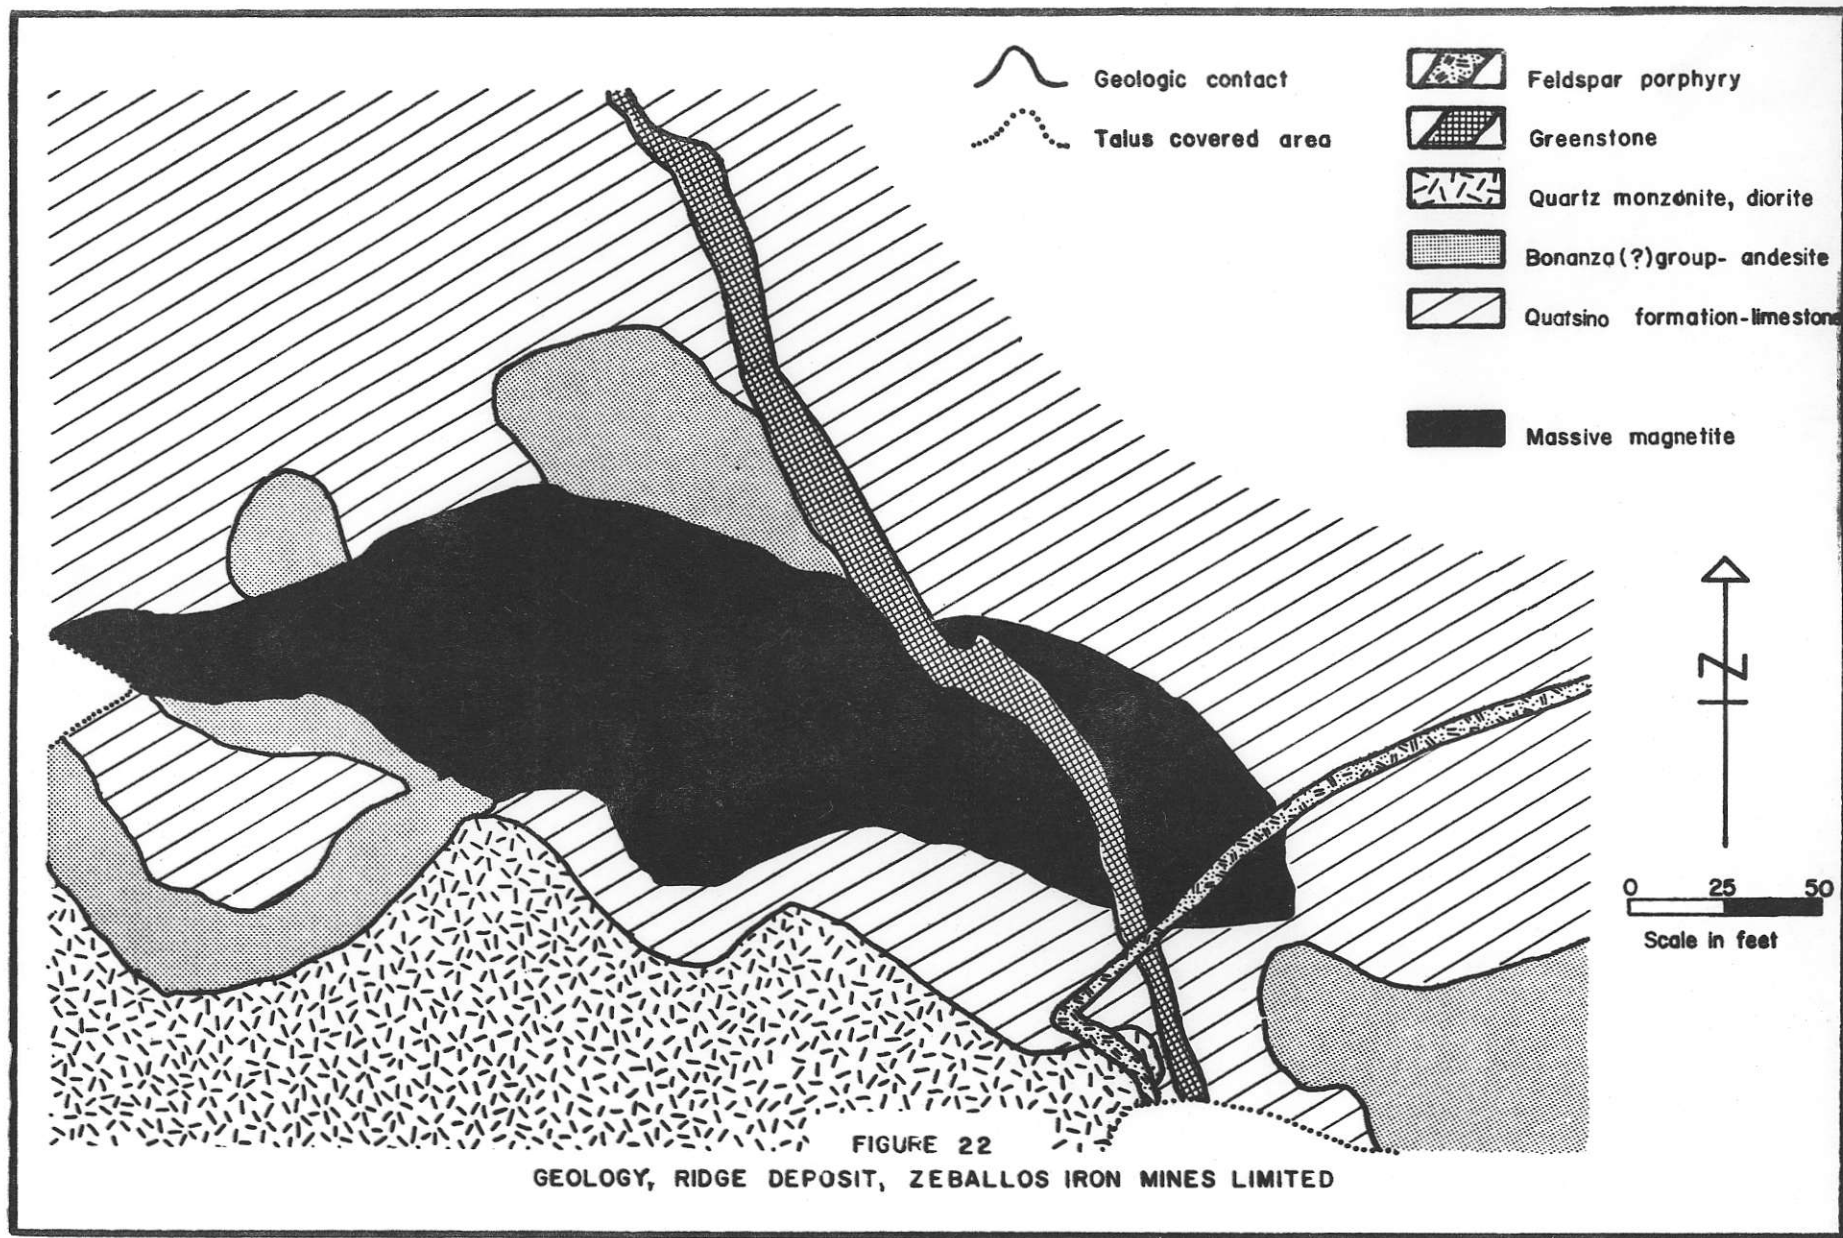 Geologic contact
Talus covered area
Feldspar porphyry
Greenstone
Quartz monzonite, diorite
Bonanza (?) group- andesite
Quatsino formation-limestone
Massive magnetite
N
0 25 50
Scale in feet
FIGURE 22
GEOLOGY, RIDGE DEPOSIT, ZEBALLOS IRON MINES LIMITED